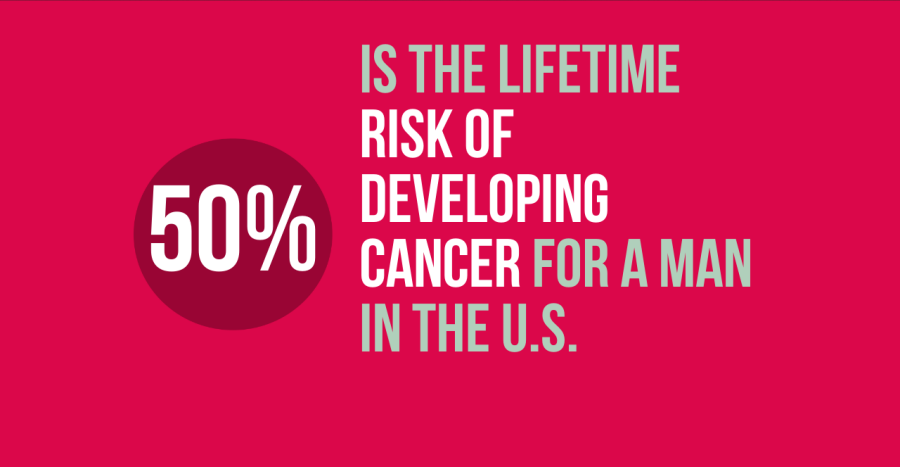 50%
IS THE LIFETIME
RISK OF
DEVELOPING
CANCER FOR A MAN
IN THE U.S.